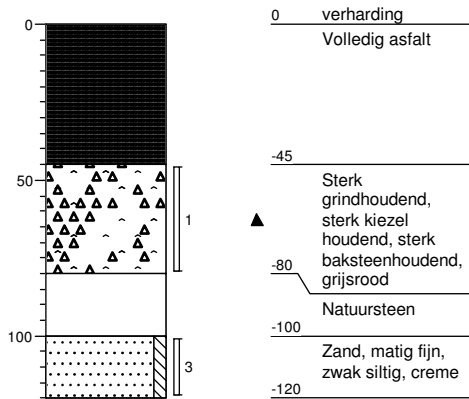 0
50
100
1
3
0 verharding
Volledig asfalt
-45
Sterk
grindhoudend,
sterk kiezel
houdend, sterk
baksteenhoudend,
grijsrood
-80
Natuursteen
-100
Zand, matig fijn,
zwak siltig, creme
-120